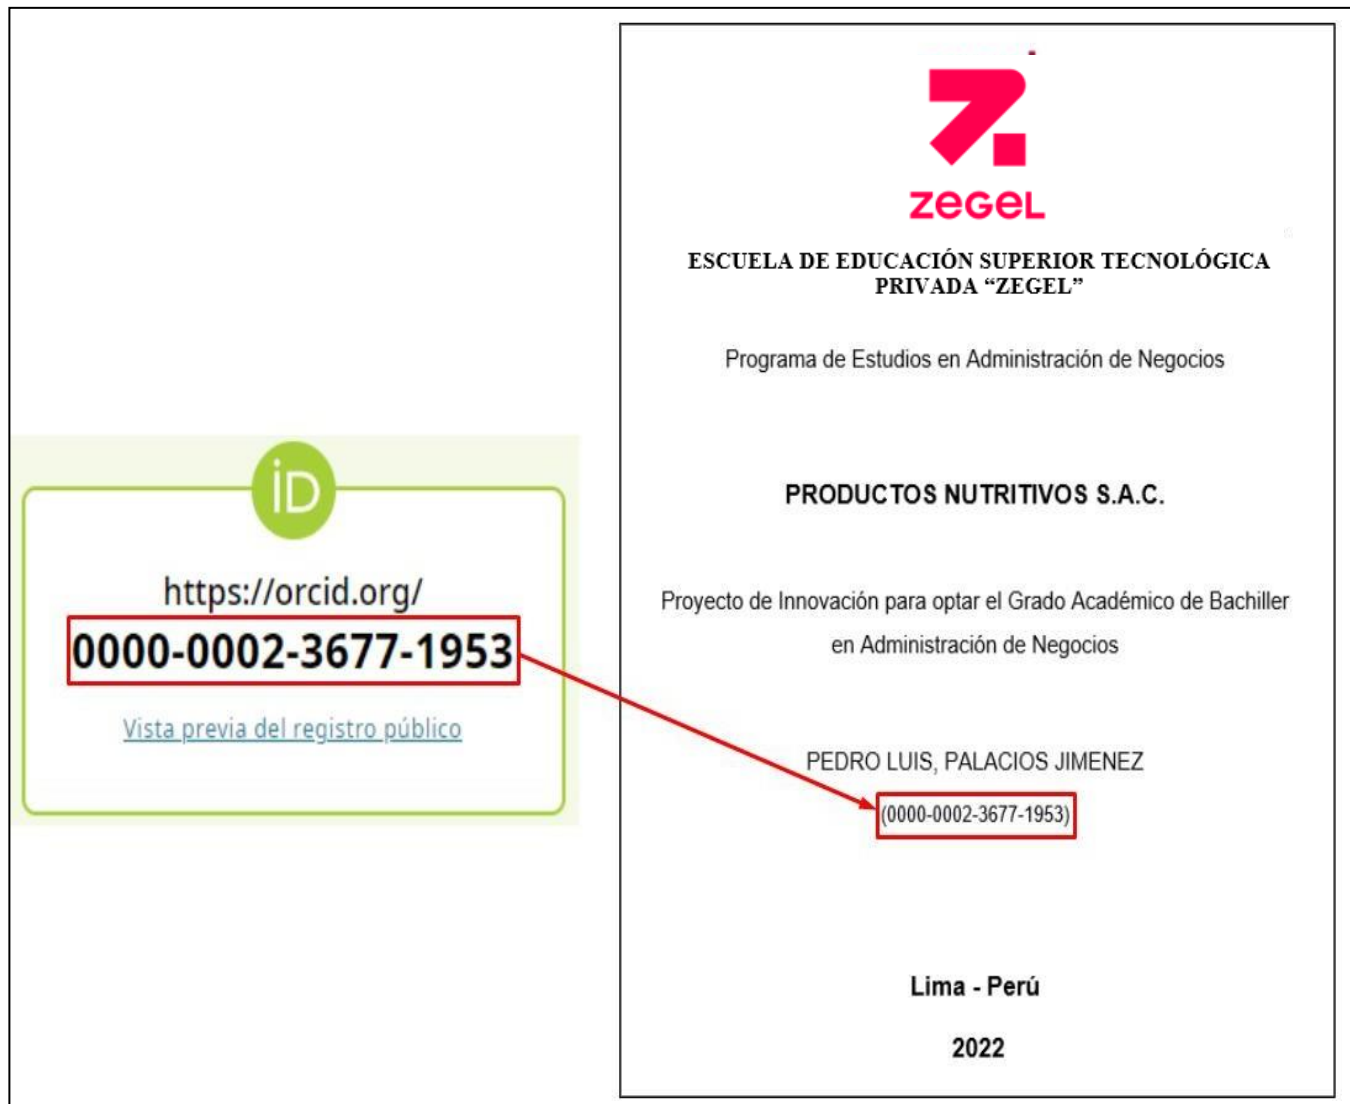 iD
https://orcid.org/
0000-0002-3677-1953
Vista previa del registro público
zegel
ESCUELA DE EDUCACIÓN SUPERIOR TECNOLÓGICA
PRIVADA “ZEGEL”
Programa de Estudios en Administración de Negocios
PRODUCTOS NUTRITIVOS S.A.C.
Proyecto de Innovación para optar el Grado Académico de Bachiller
en Administración de Negocios
PEDRO LUIS, PALACIOS JIMENEZ
(0000-0002-3677-1953)
Lima - Perú
2022